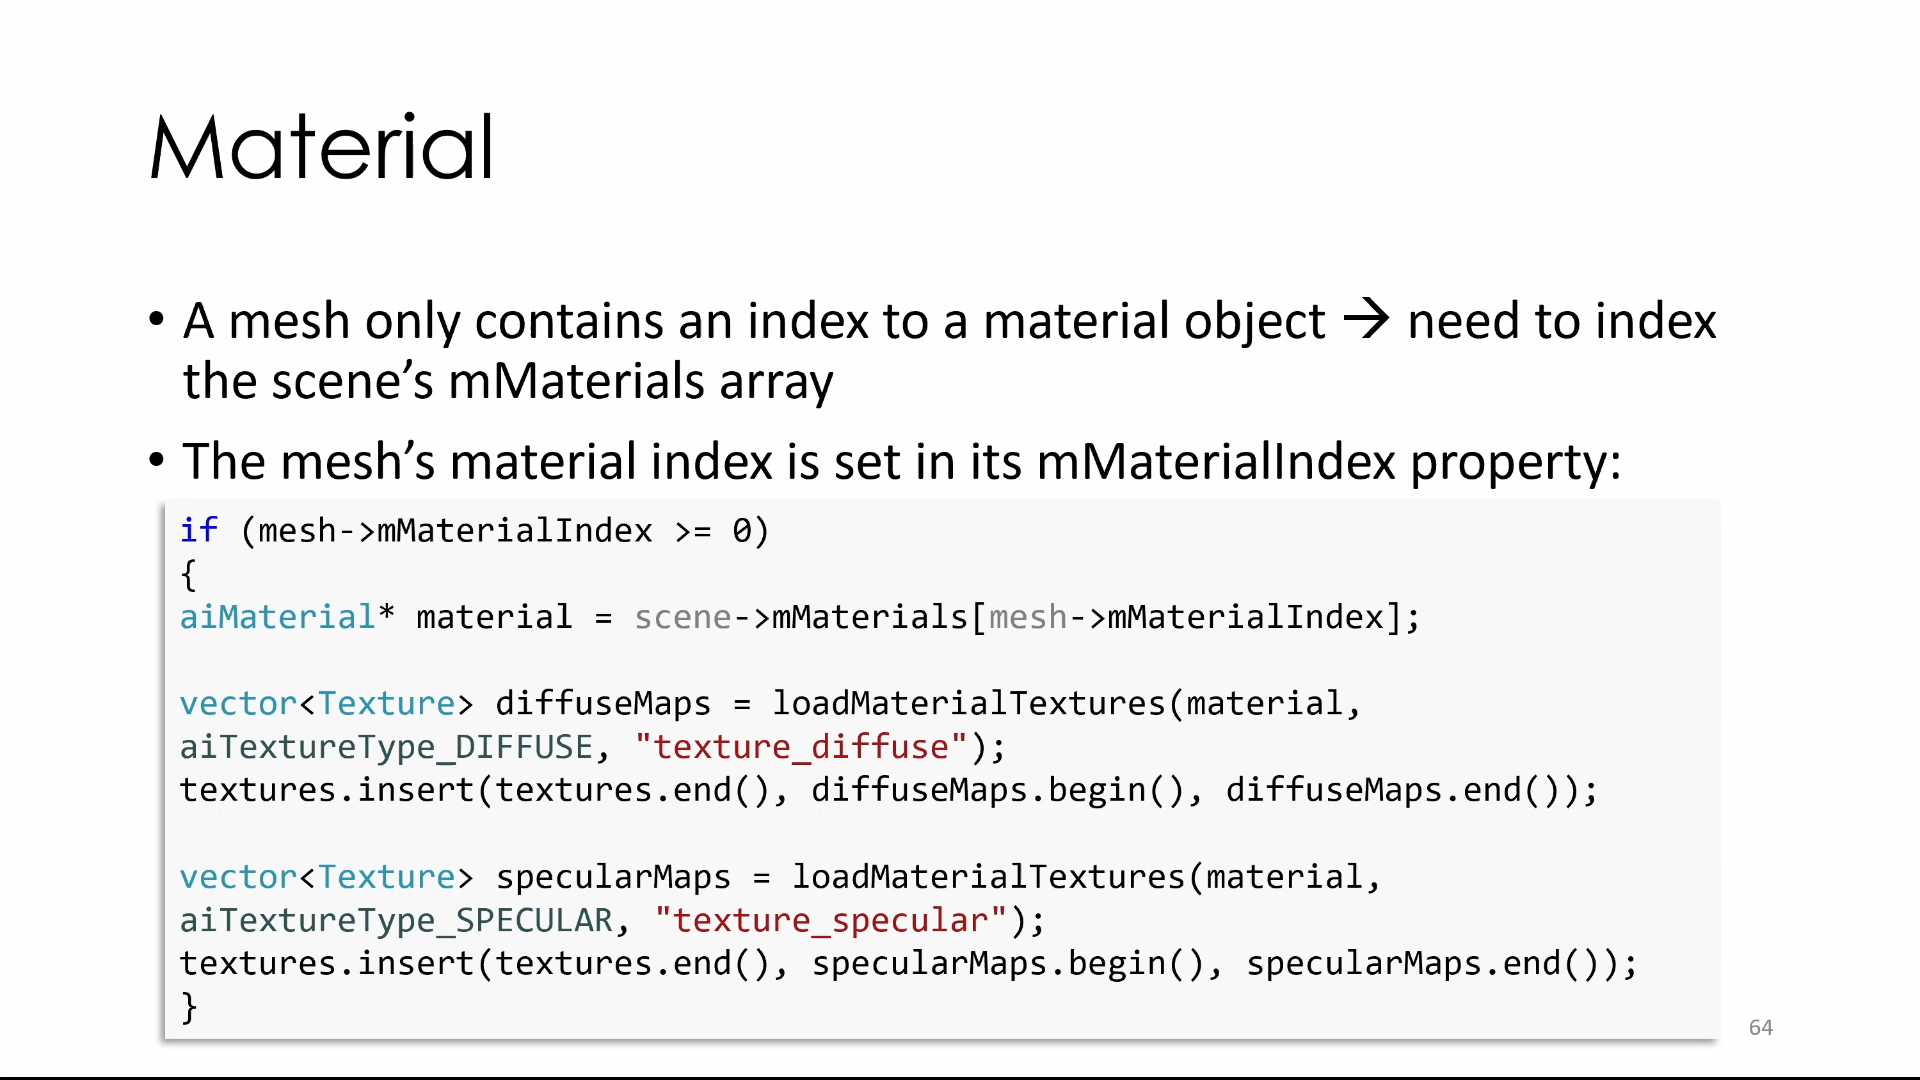 Material
• A mesh only contains an index to a material object → need to index
the scene’s mMaterials array
• The mesh’s material index is set in its mMaterialIndex property:
if (mesh->mMaterialIndex >= 0)
{
aiMaterial* material = scene->mMaterials[mesh->mMaterialIndex];
vector<Texture> diffuseMaps = loadMaterialTextures(material,
aiTextureType_DIFFUSE, "texture_diffuse");
textures.insert(textures.end(), diffuseMaps.begin(), diffuseMaps.end());
vector<Texture> specularMaps = loadMaterialTextures(material,
aiTextureType_SPECULAR, "texture_specular");
textures.insert(textures.end(), specularMaps.begin(), specularMaps.end());
}
64